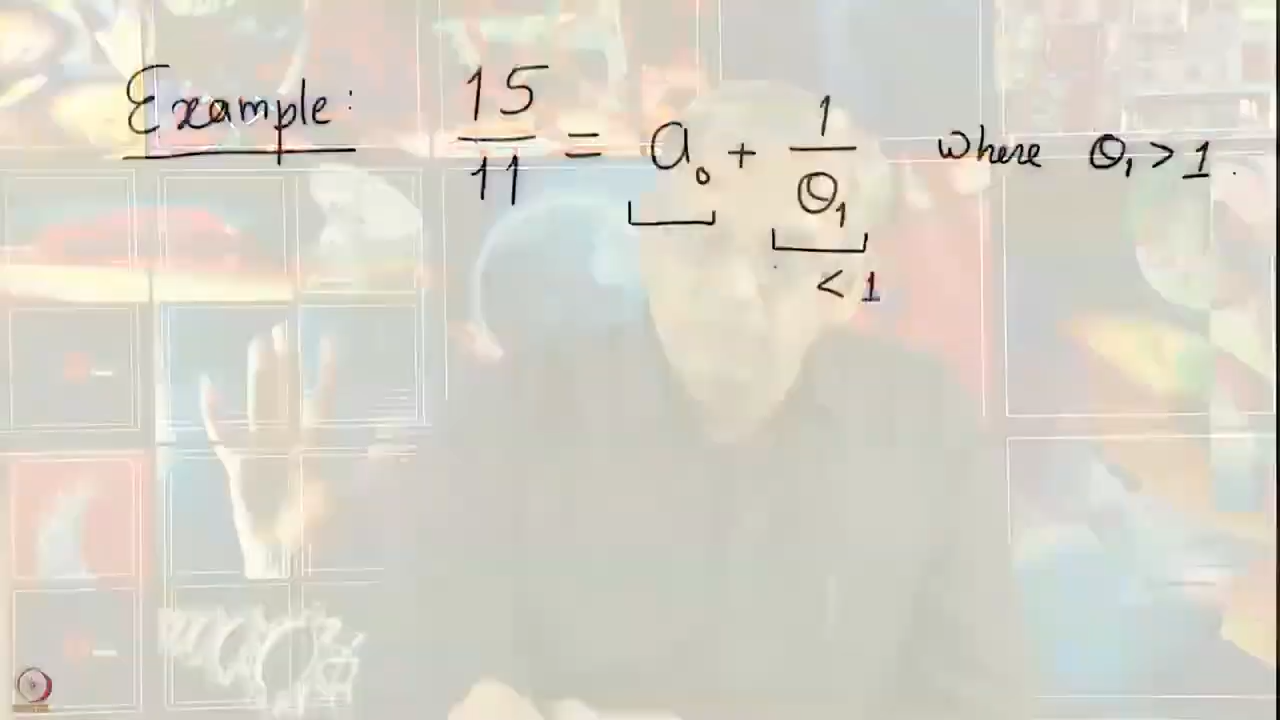 Example: 15/11 = a₀ + 1/θ₁ where θ₁ > 1.
< 1